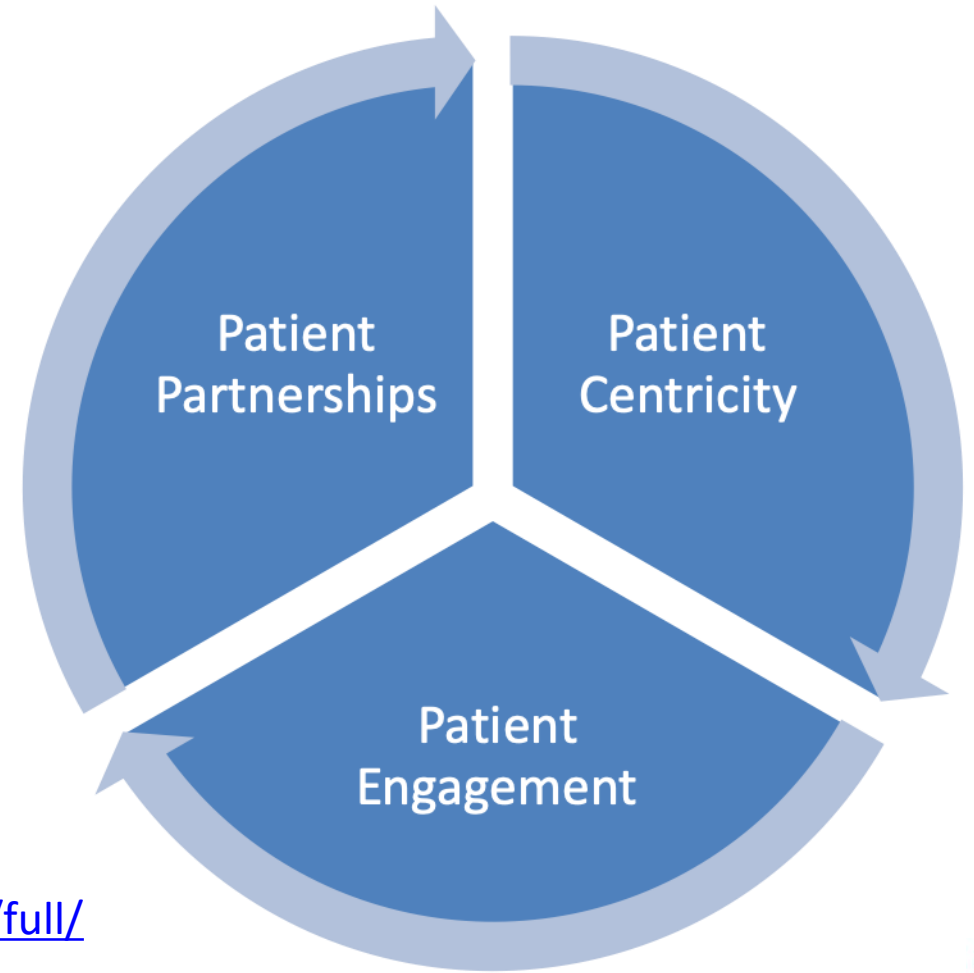 Patient
Partnerships
Patient
Centricity
Patient
Engagement
/full/